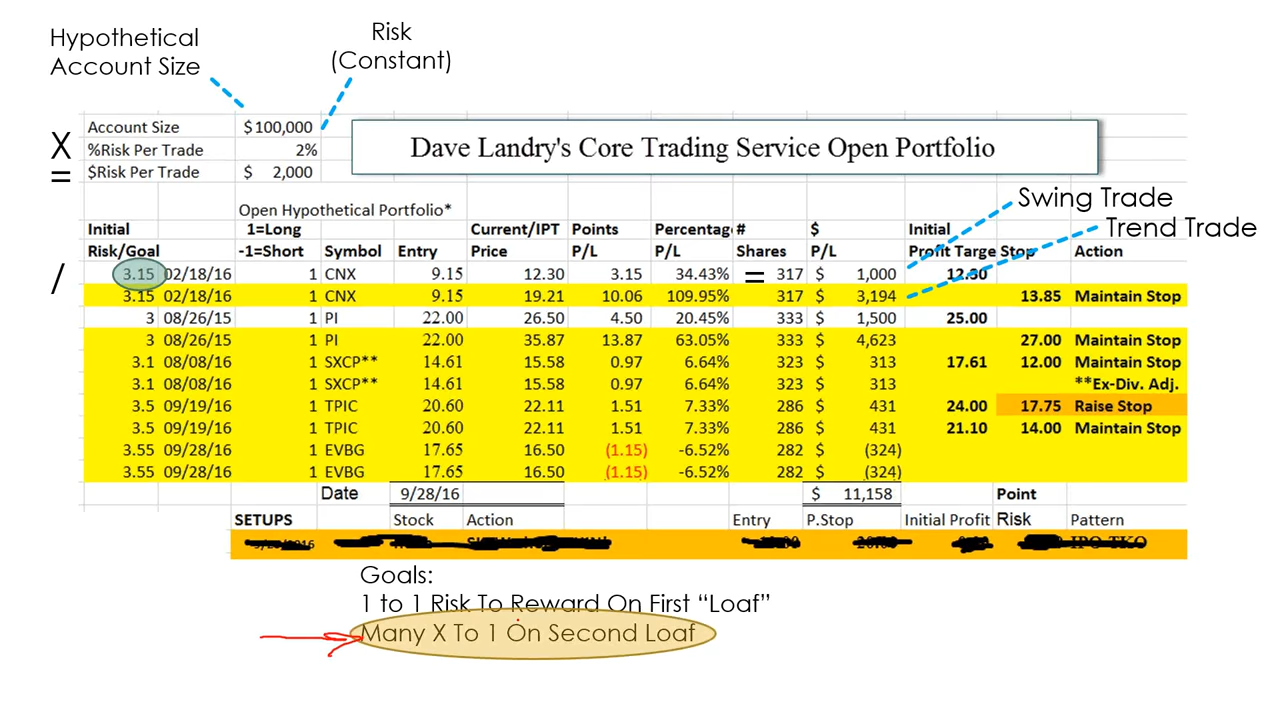 Hypothetical
Account Size
Risk
(Constant)
X
=
Account Size $100,000
%Risk Per Trade 2%
$Risk Per Trade $ 2,000
Dave Landry's Core Trading Service Open Portfolio
Swing Trade
Trend Trade
Open Hypothetical Portfolio*
Initial 1=Long Current/IPT Points Percentag # $ Initial
Risk/Goal -1=Short Symbol Entry Price P/L P/L Shares P/L Profit Targe Stop Action
/ 3.15 02/18/16 1 CNX 9.15 12.30 3.15 34.43% = 317 $ 1,000 12.30
3.15 02/18/16 1 CNX 9.15 19.21 10.06 109.95% 317 $ 3,194 13.85 Maintain Stop
3 08/26/15 1 PI 22.00 26.50 4.50 20.45% 333 $ 1,500 25.00
3 08/26/15 1 PI 22.00 35.87 13.87 63.05% 333 $ 4,623 27.00 Maintain Stop
3.1 08/08/16 1 SXCP** 14.61 15.58 0.97 6.64% 323 $ 313 17.61 12.00 Maintain Stop
3.1 08/08/16 1 SXCP** 14.61 15.58 0.97 6.64% 323 $ 313 **Ex-Div. Adj.
3.5 09/19/16 1 TPIC 20.60 22.11 1.51 7.33% 286 $ 431 24.00 17.75 Raise Stop
3.5 09/19/16 1 TPIC 20.60 22.11 1.51 7.33% 286 $ 431 21.10 14.00 Maintain Stop
3.55 09/28/16 1 EVBG 17.65 16.50 (1.15) -6.52% 282 $ (324)
3.55 09/28/16 1 EVBG 17.65 16.50 (1.15) -6.52% 282 $ (324)
Date 9/28/16 $ 11,158 Point
SETUPS Stock Action Entry P.Stop Initial Profit Risk Pattern
IPO-TKO
Goals:
1 to 1 Risk To Reward On First “Loaf”
Many X To 1 On Second Loaf